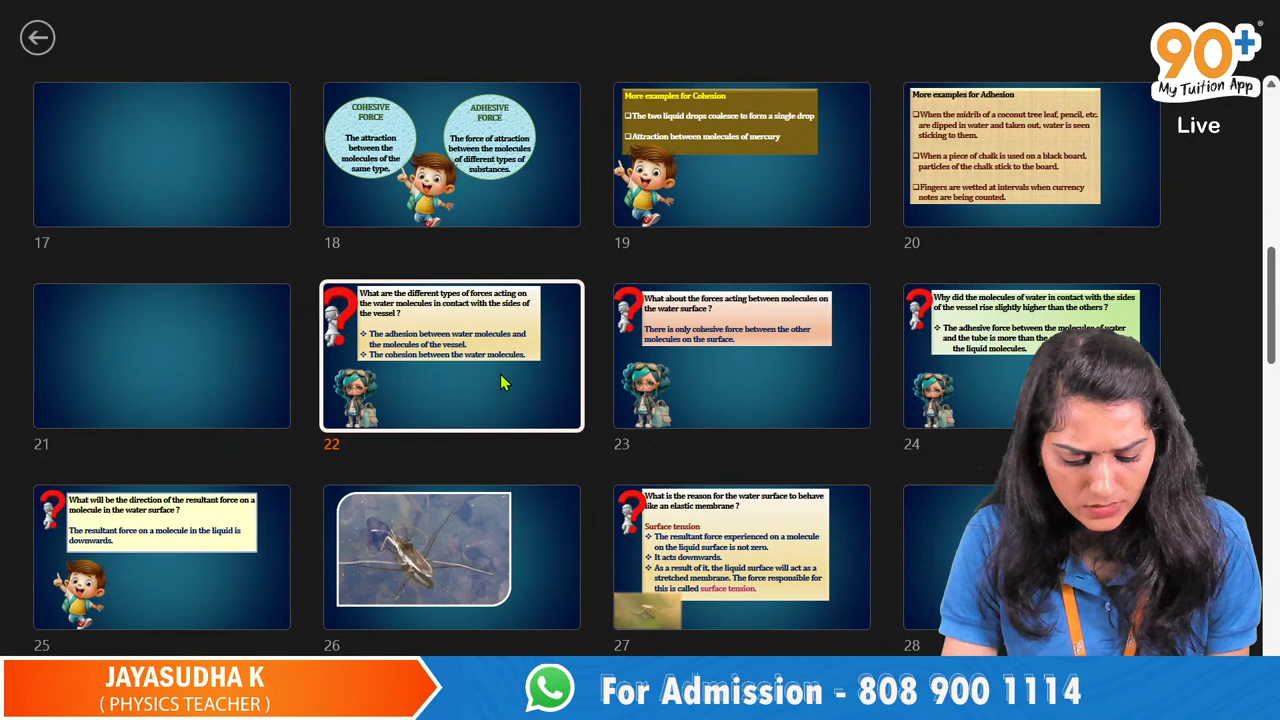 90+
My Tuition App
Live
COHESIVE
FORCE
The attraction
between the
molecules of the
same type.
ADHESIVE
FORCE
The force of attraction
between the molecules
of different types of
substances.
More examples for Cohesion
❑The two liquid drops coalesce to form a single drop
❑Attraction between molecules of mercury
More examples for Adhesion
❑When the midrib of a coconut tree leaf, pencil, etc.
are dipped in water and taken out, water is seen
sticking to them.
❑When a piece of chalk is used on a black board,
particles of the chalk stick to the board.
❑Fingers are wetted at intervals when currency
notes are being counted.
17
18
19
20
What are the different types of forces acting on
the water molecules in contact with the sides of
the vessel ?
❖ The adhesion between water molecules and
the molecules of the vessel.
❖ The cohesion between the water molecules.
What about the forces acting between molecules on
the water surface ?
There is only cohesive force between the other
molecules on the surface.
Why did the molecules of water in contact with the sides
of the vessel rise slightly higher than the others ?
❖ The adhesive force between the molecules of water
and the tube is more than the
the liquid molecules.
21
22
23
24
What will be the direction of the resultant force on a
molecule in the water surface ?
The resultant force on a molecule in the liquid is
downwards.
What is the reason for the water surface to behave
like an elastic membrane ?
Surface tension
❖ The resultant force experienced on a molecule
on the liquid surface is not zero.
❖ It acts downwards.
❖ As a result of it, the liquid surface will act as a
stretched membrane. The force responsible for
this is called surface tension.
25
26
27
28
JAYASUDHA K
( PHYSICS TEACHER )
For Admission - 808 900 1114